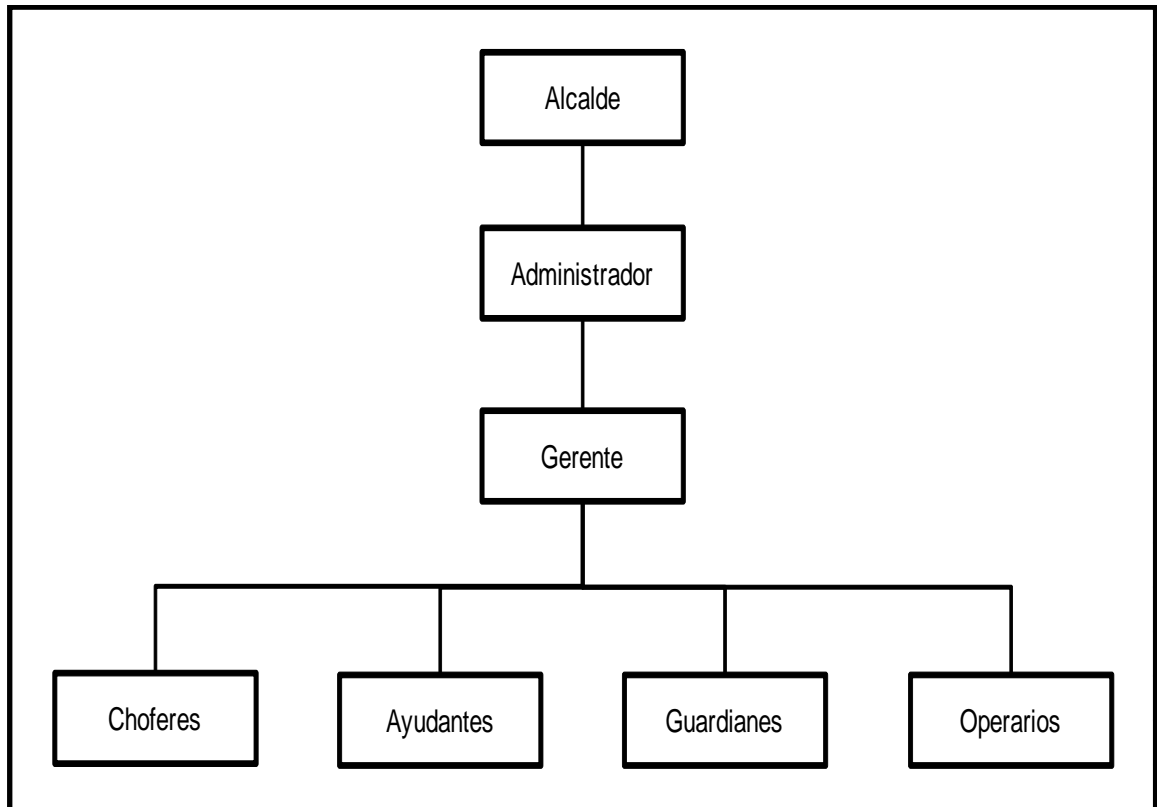 Alcalde
Administrador
Gerente
Choferes
Ayudantes
Guardianes
Operarios